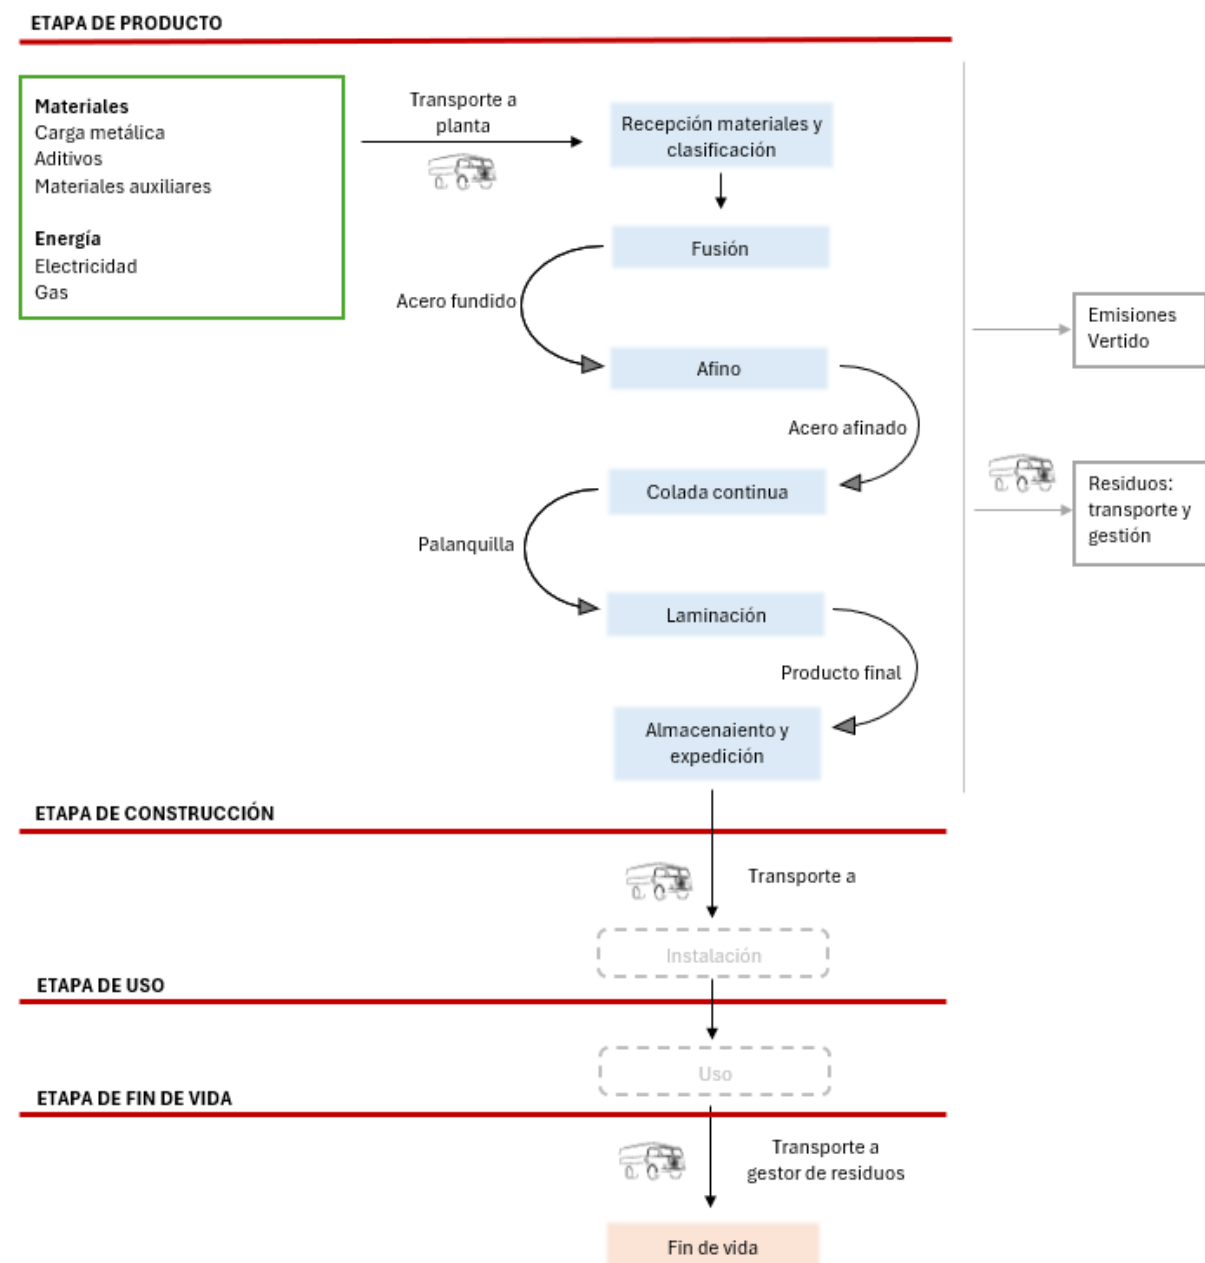 ETAPA DE PRODUCTO
Materiales
Carga metálica
Aditivos
Materiales auxiliares
Energía
Electricidad
Gas
Transporte a
planta
Recepción materiales y
clasificación
Fusión
Acero fundido
Afino
Acero afinado
Colada continua
Palanquilla
Laminación
Producto final
Almacenaiento y
expedición
Emisiones
Vertido
Residuos:
transporte y
gestión
ETAPA DE CONSTRUCCIÓN
Transporte a
Instalación
ETAPA DE USO
Uso
ETAPA DE FIN DE VIDA
Transporte a
gestor de residuos
Fin de vida